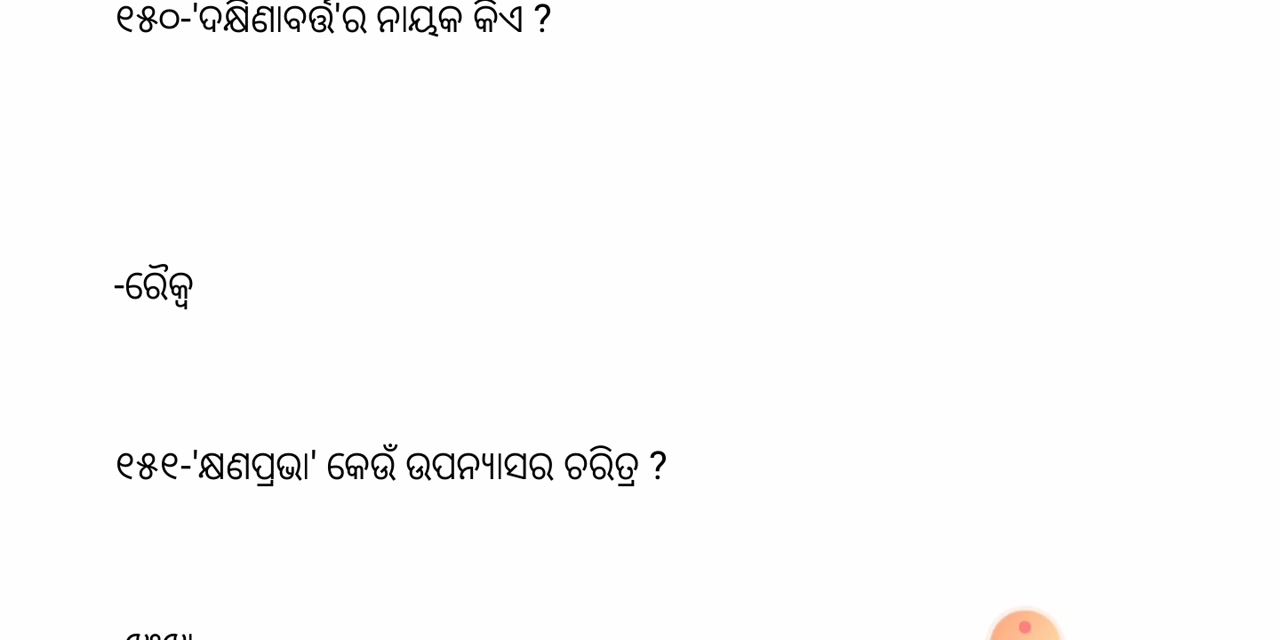 ୧୫୦-'ଦକ୍ଷିଣାବର୍ତ୍ତ'ର ନାୟକ କିଏ ?
-ରୈକ୍ଵ
୧୫୧-'କ୍ଷଣପ୍ରଭା' କେଉଁ ଉପନ୍ୟାସର ଚରିତ୍ର ?